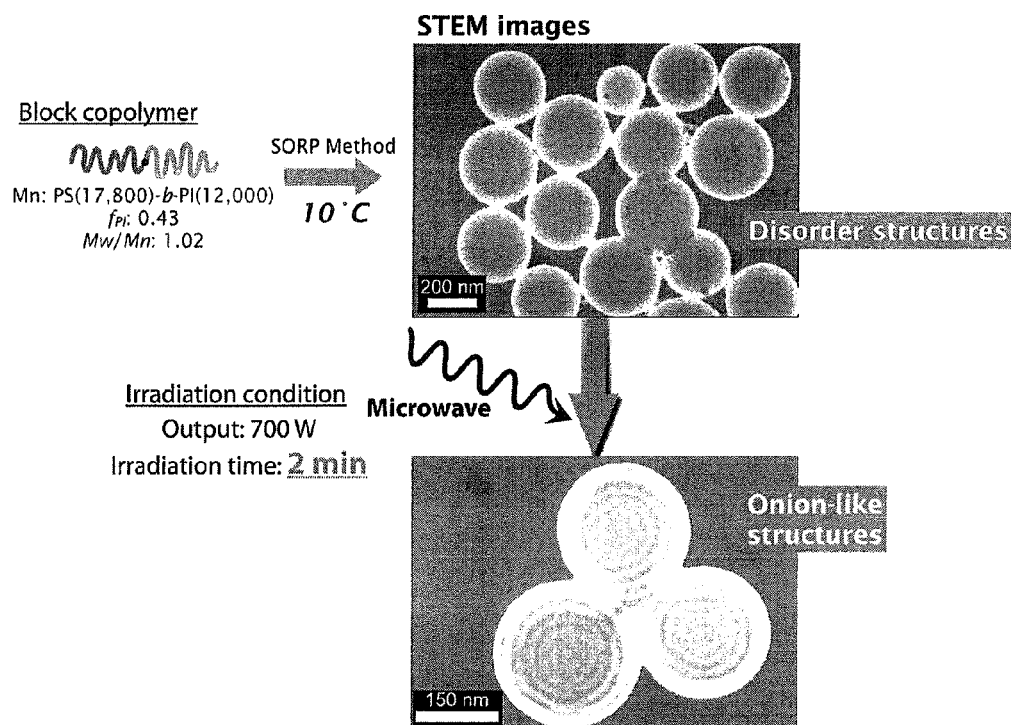 STEM images
Block copolymer
Mn: PS(17,800)-b-PI(12,000)
fPI: 0.43
Mw/Mn: 1.02
SORP Method
10˚C
Disorder structures
200 nm
Irradiation condition
Output: 700 W
Irradiation time: 2 min
Microwave
Onion-like
structures
150 nm